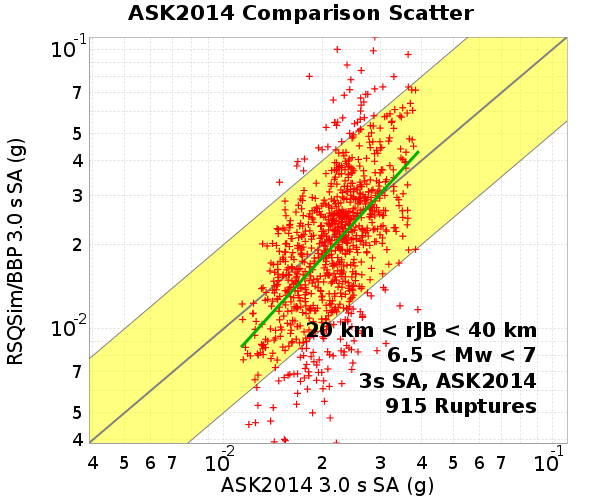 ASK2014 Comparison Scatter
RSQSim/BBP 3.0 s SA (g)
10-1
7
5
4
3
2
10-2
7
5
4
20 km < rJB < 40 km
6.5 < Mw < 7
3s SA, ASK2014
915 Ruptures
4 5 6 7 10-2 2 3 4 5 6 7 10-1
ASK2014 3.0 s SA (g)